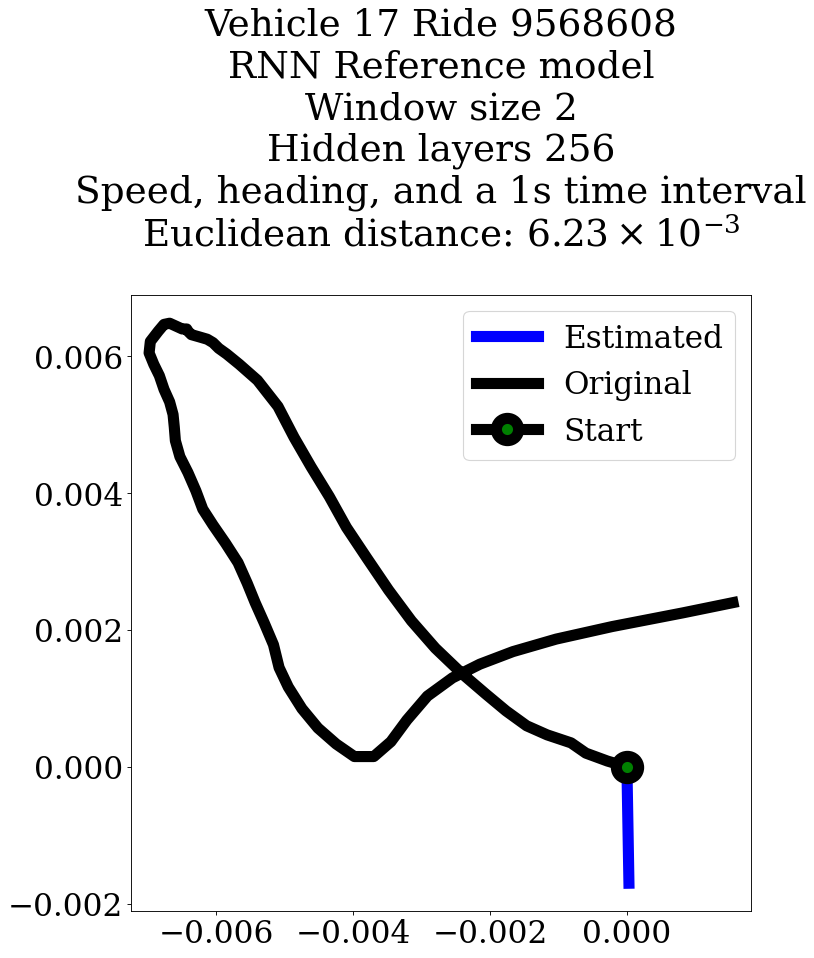 Vehicle 17 Ride 9568608
RNN Reference model
Window size 2
Hidden layers 256
Speed, heading, and a 1s time interval
Euclidean distance: 6.23 × 10⁻³
Estimated
Original
Start
0.006
0.004
0.002
0.000
−0.002
−0.006 −0.004 −0.002 0.000